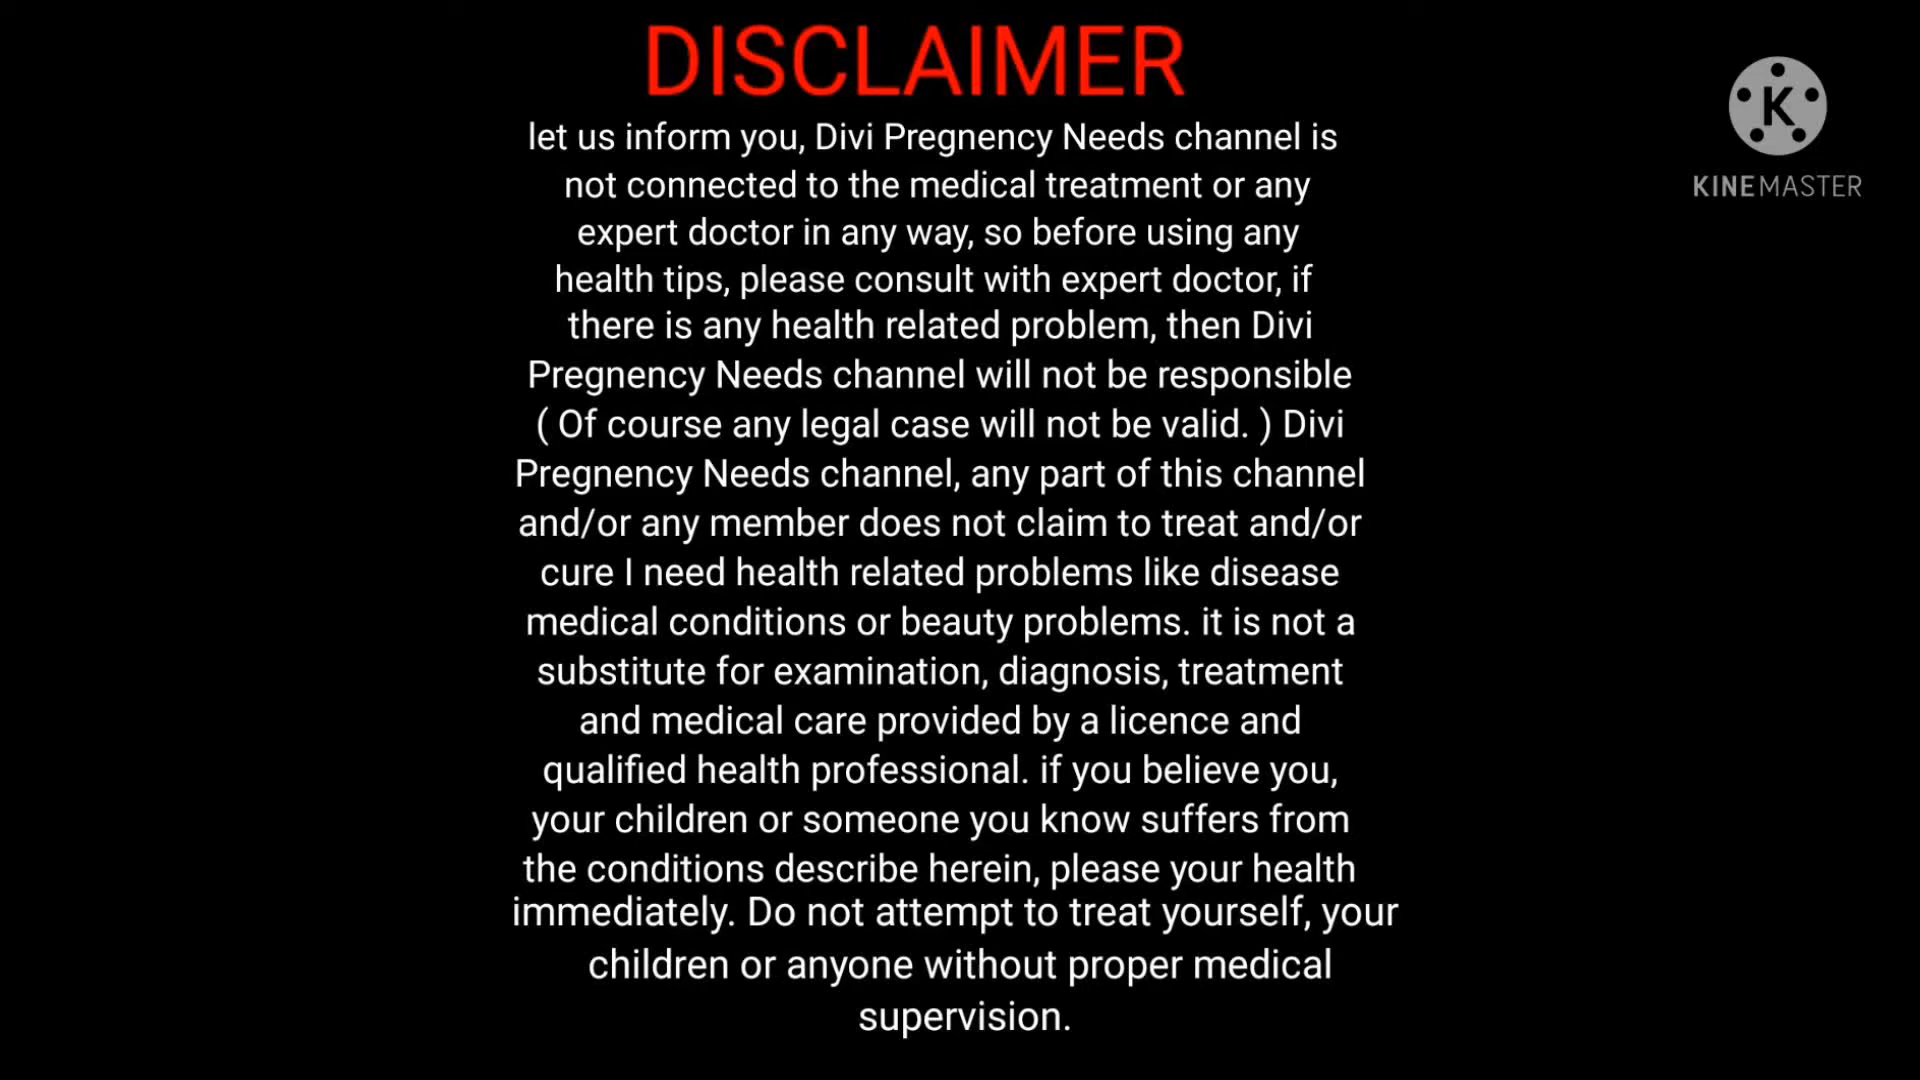 DISCLAIMER
let us inform you, Divi Pregnency Needs channel is
not connected to the medical treatment or any
expert doctor in any way, so before using any
health tips, please consult with expert doctor, if
there is any health related problem, then Divi
Pregnency Needs channel will not be responsible
( Of course any legal case will not be valid. ) Divi
Pregnency Needs channel, any part of this channel
and/or any member does not claim to treat and/or
cure I need health related problems like disease
medical conditions or beauty problems. it is not a
substitute for examination, diagnosis, treatment
and medical care provided by a licence and
qualified health professional. if you believe you,
your children or someone you know suffers from
the conditions describe herein, please your health
immediately. Do not attempt to treat yourself, your
children or anyone without proper medical
supervision.
K
KINEMASTER